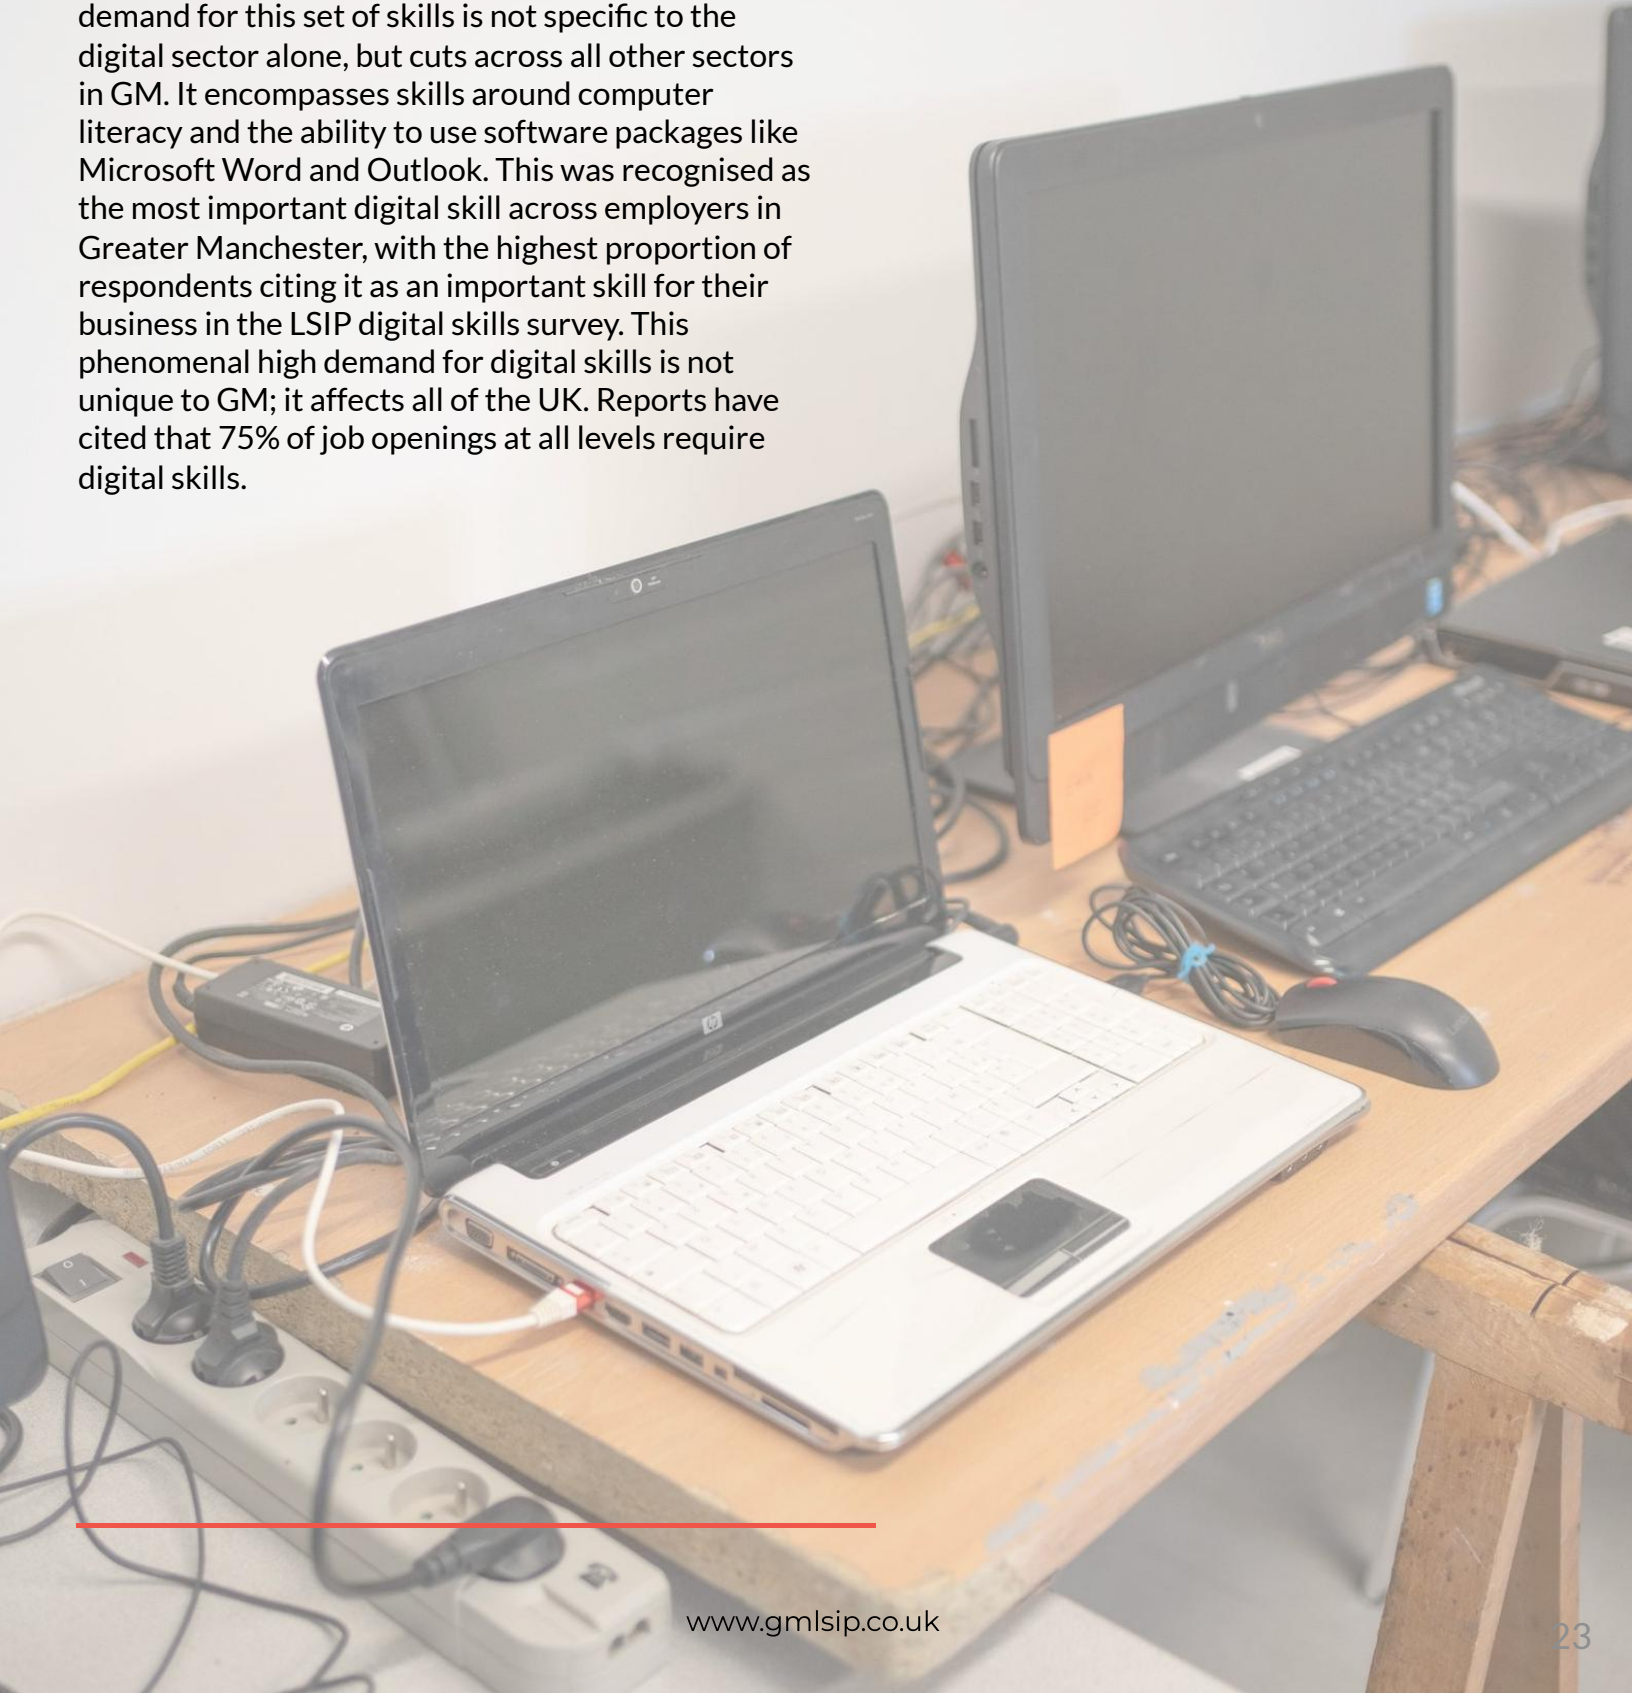 demand for this set of skills is not specific to the
digital sector alone, but cuts across all other sectors
in GM. It encompasses skills around computer
literacy and the ability to use software packages like
Microsoft Word and Outlook. This was recognised as
the most important digital skill across employers in
Greater Manchester, with the highest proportion of
respondents citing it as an important skill for their
business in the LSIP digital skills survey. This
phenomenal high demand for digital skills is not
unique to GM; it affects all of the UK. Reports have
cited that 75% of job openings at all levels require
digital skills.
hp
www.gmlsip.co.uk
23